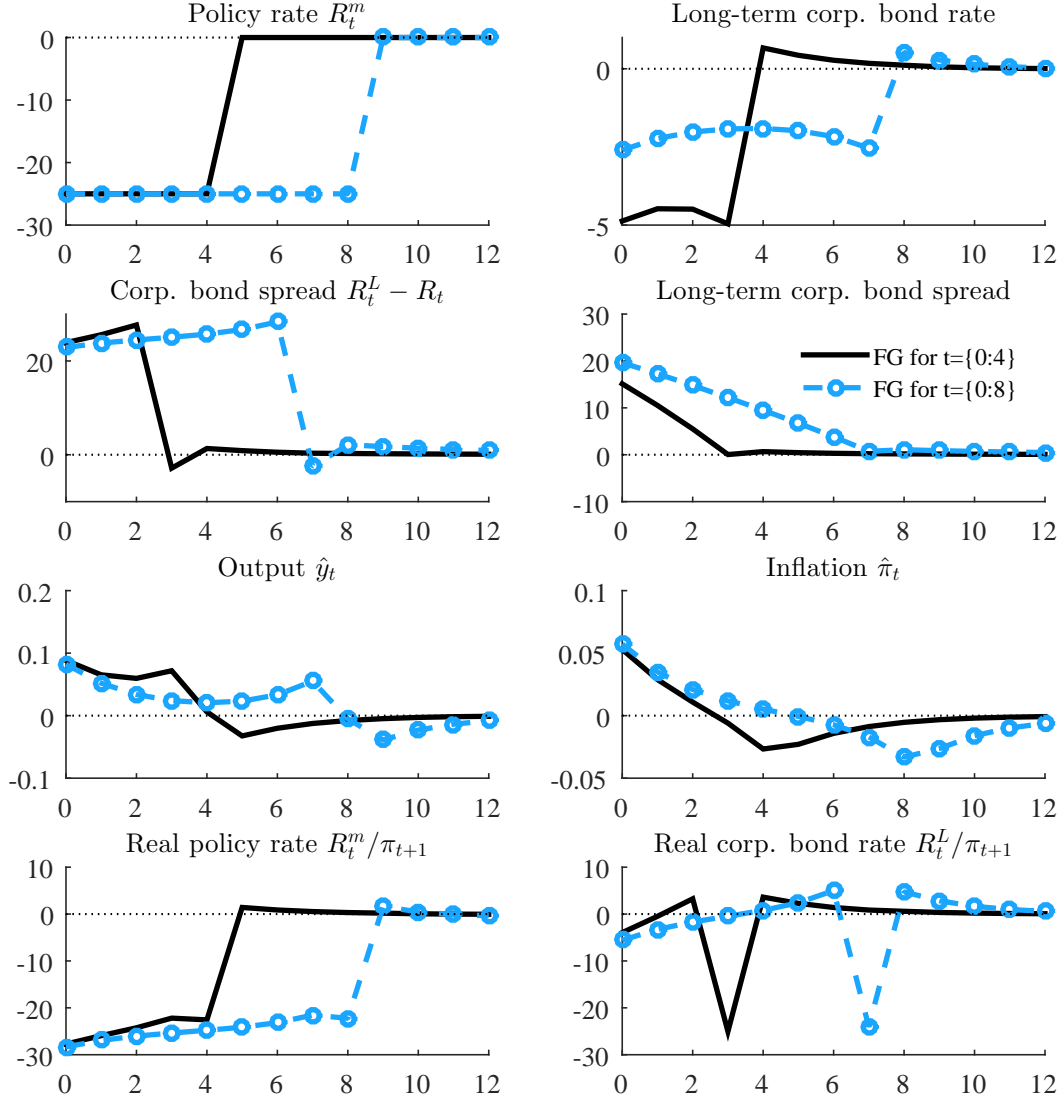 Policy rate $R_t^m$
0
-10
-20
-30
0 2 4 6 8 10 12
Long-term corp. bond rate
0
-5
0 2 4 6 8 10 12
Corp. bond spread $R_t^L - R_t$
20
0
0 2 4 6 8 10 12
Long-term corp. bond spread
30
20
10
0
-10
FG for t={0:4}
FG for t={0:8}
0 2 4 6 8 10 12
Output $\hat{y}_t$
0.2
0.1
0
-0.1
0 2 4 6 8 10 12
Inflation $\hat{\pi}_t$
0.1
0.05
0
-0.05
0 2 4 6 8 10 12
Real policy rate $R_t^m/\pi_{t+1}$
10
0
-10
-20
-30
0 2 4 6 8 10 12
Real corp. bond rate $R_t^L/\pi_{t+1}$
10
0
-10
-20
-30
0 2 4 6 8 10 12